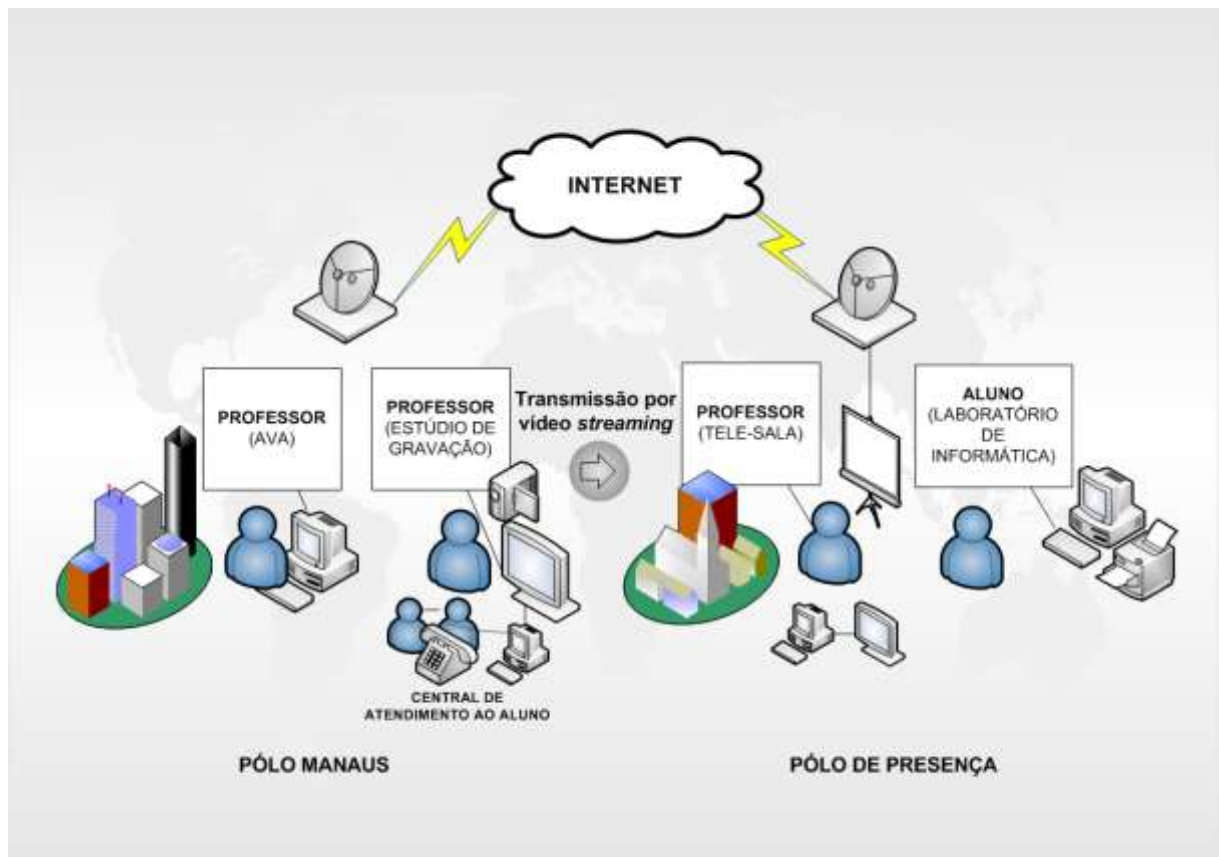 INTERNET
PROFESSOR
(AVA)
PROFESSOR
(ESTÚDIO DE
GRAVAÇÃO)
Transmissão por
vídeo streaming
PROFESSOR
(TELE-SALA)
ALUNO
(LABORATÓRIO
DE
INFORMÁTICA)
CENTRAL DE
ATENDIMENTO AO ALUNO
PÓLO MANAUS
PÓLO DE PRESENÇA